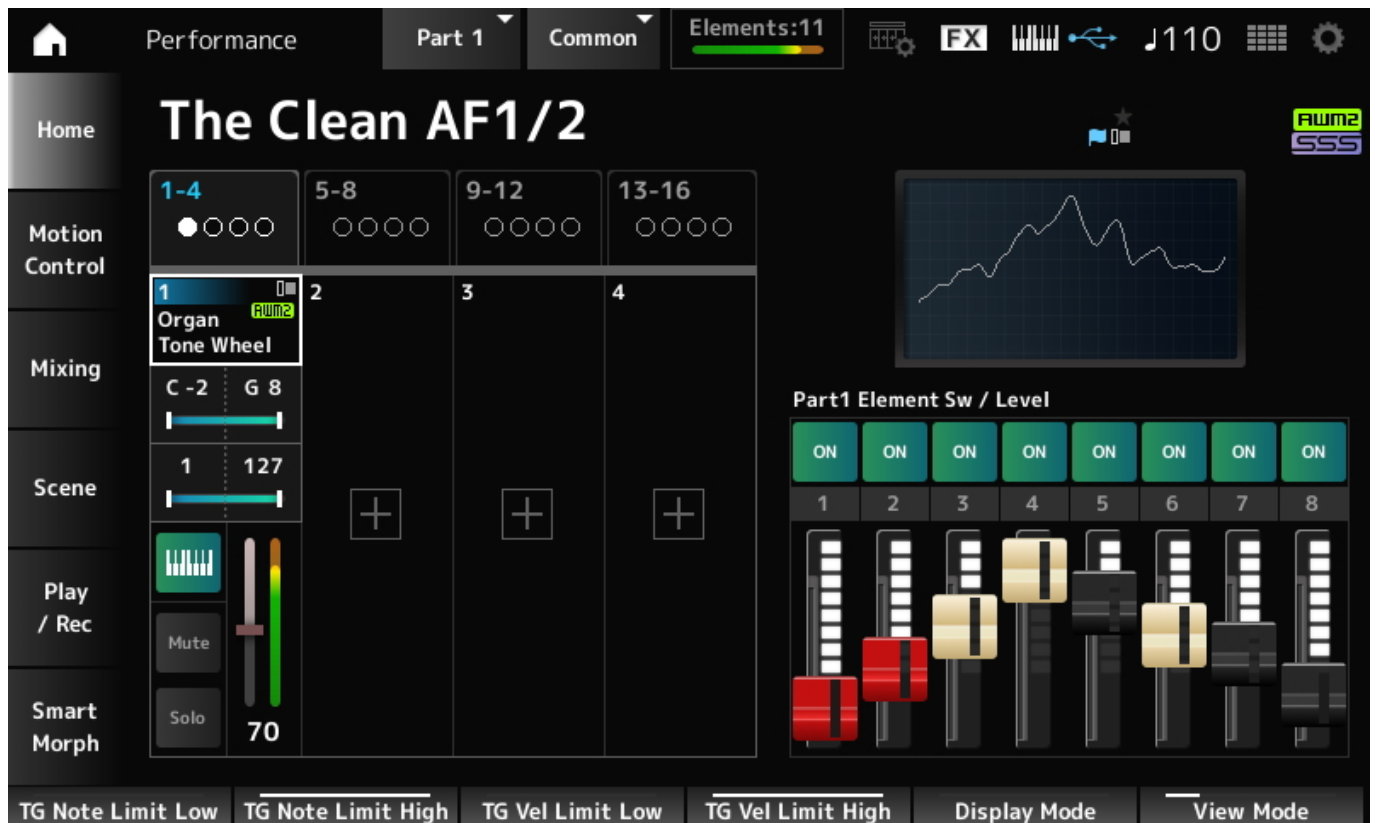 Performance
Part 1
Common
Elements:11
FX
♩110
Home
The Clean AF1/2
AWM2
SSS
1-4
5-8
9-12
13-16
Motion
Control
1
AWM2
Organ
Tone Wheel
2
3
4
Mixing
C -2
G 8
Part1 Element Sw / Level
ON ON ON ON ON ON ON ON
1 127
1 2 3 4 5 6 7 8
Scene
Play
/ Rec
Mute
Solo
70
Smart
Morph
TG Note Limit Low
TG Note Limit High
TG Vel Limit Low
TG Vel Limit High
Display Mode
View Mode